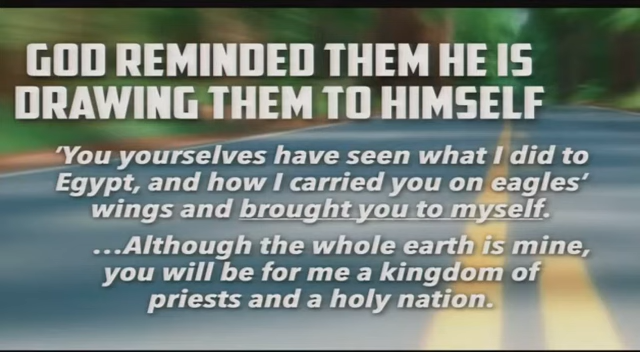 GOD REMINDED THEM HE IS
DRAWING THEM TO HIMSELF
'You yourselves have seen what I did to
Egypt, and how I carried you on eagles'
wings and brought you to myself.
...Although the whole earth is mine,
you will be for me a kingdom of
priests and a holy nation.